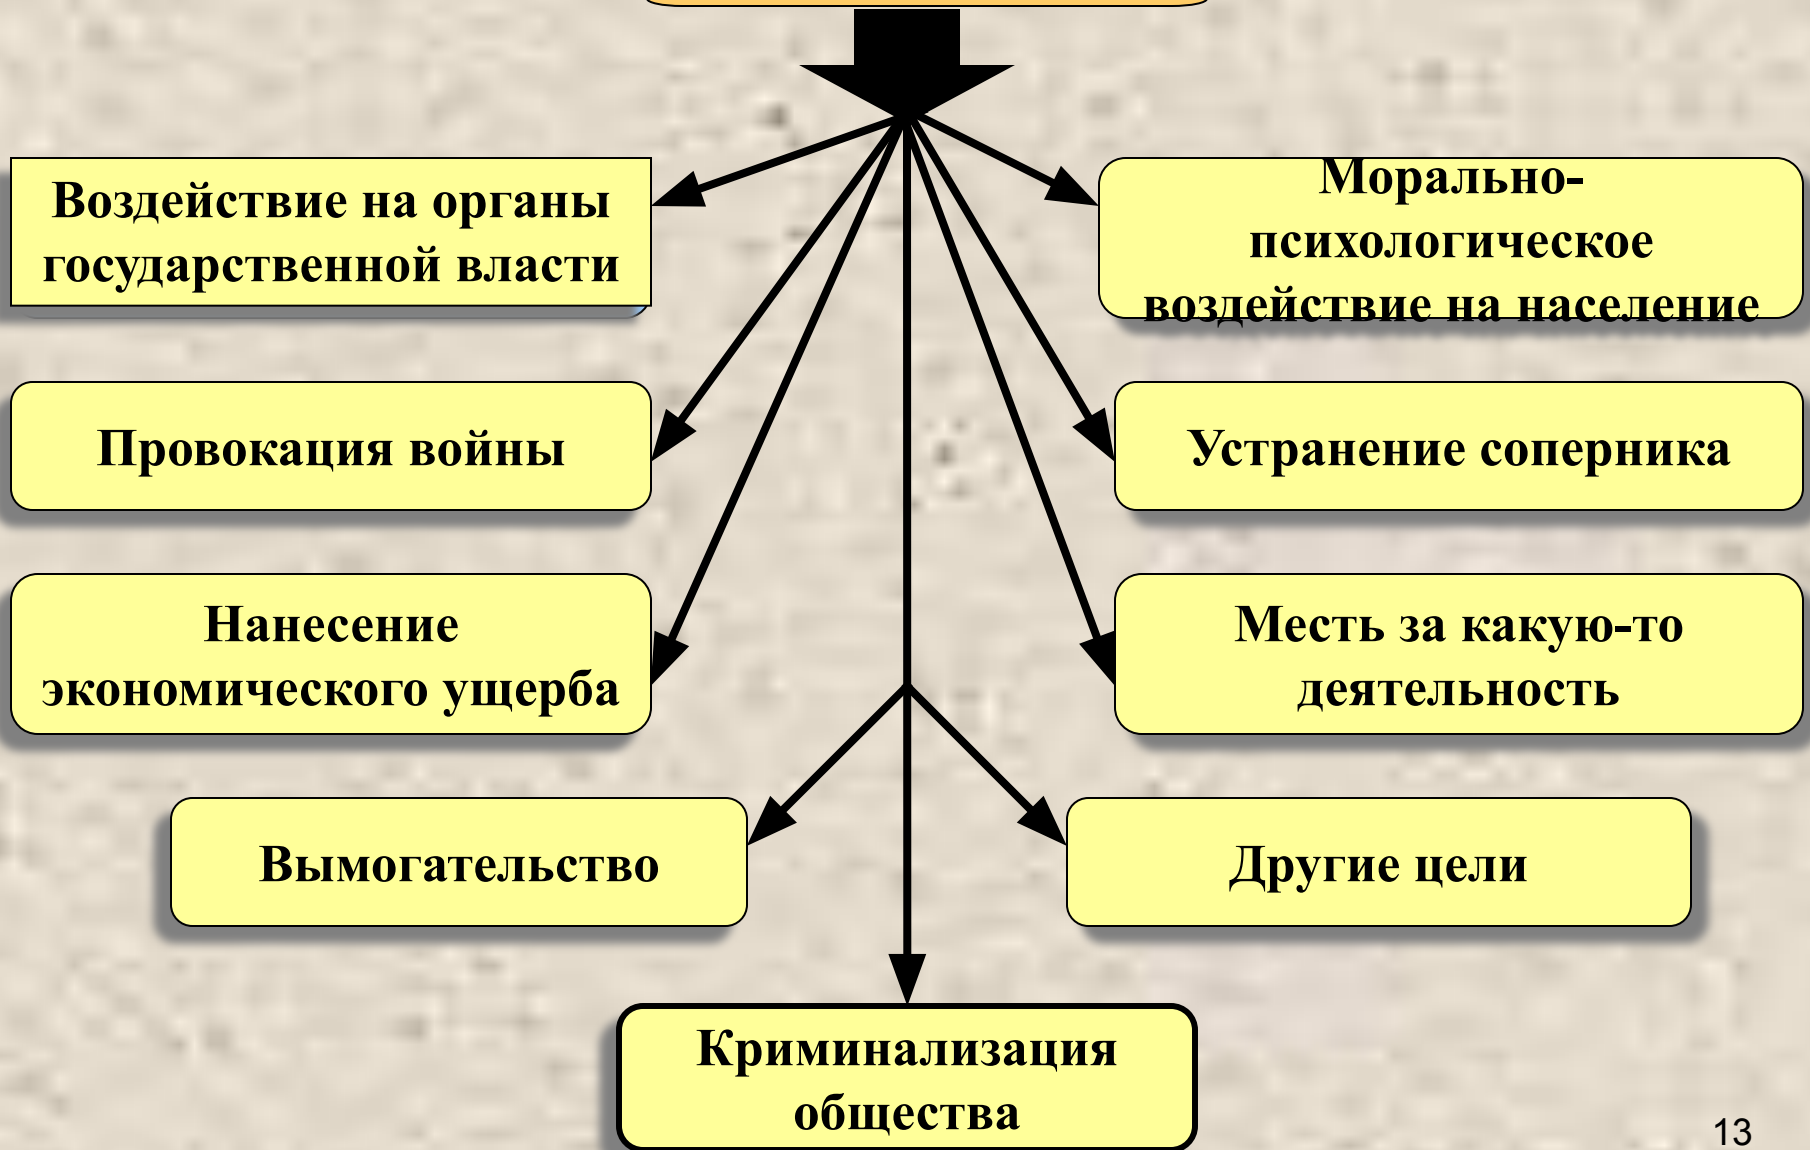 Воздействие на органы
государственной власти
Морально-
психологическое
воздействие на население
Провокация войны
Устранение соперника
Нанесение
экономического ущерба
Месть за какую-то
деятельность
Вымогательство
Другие цели
Криминализация
общества
13